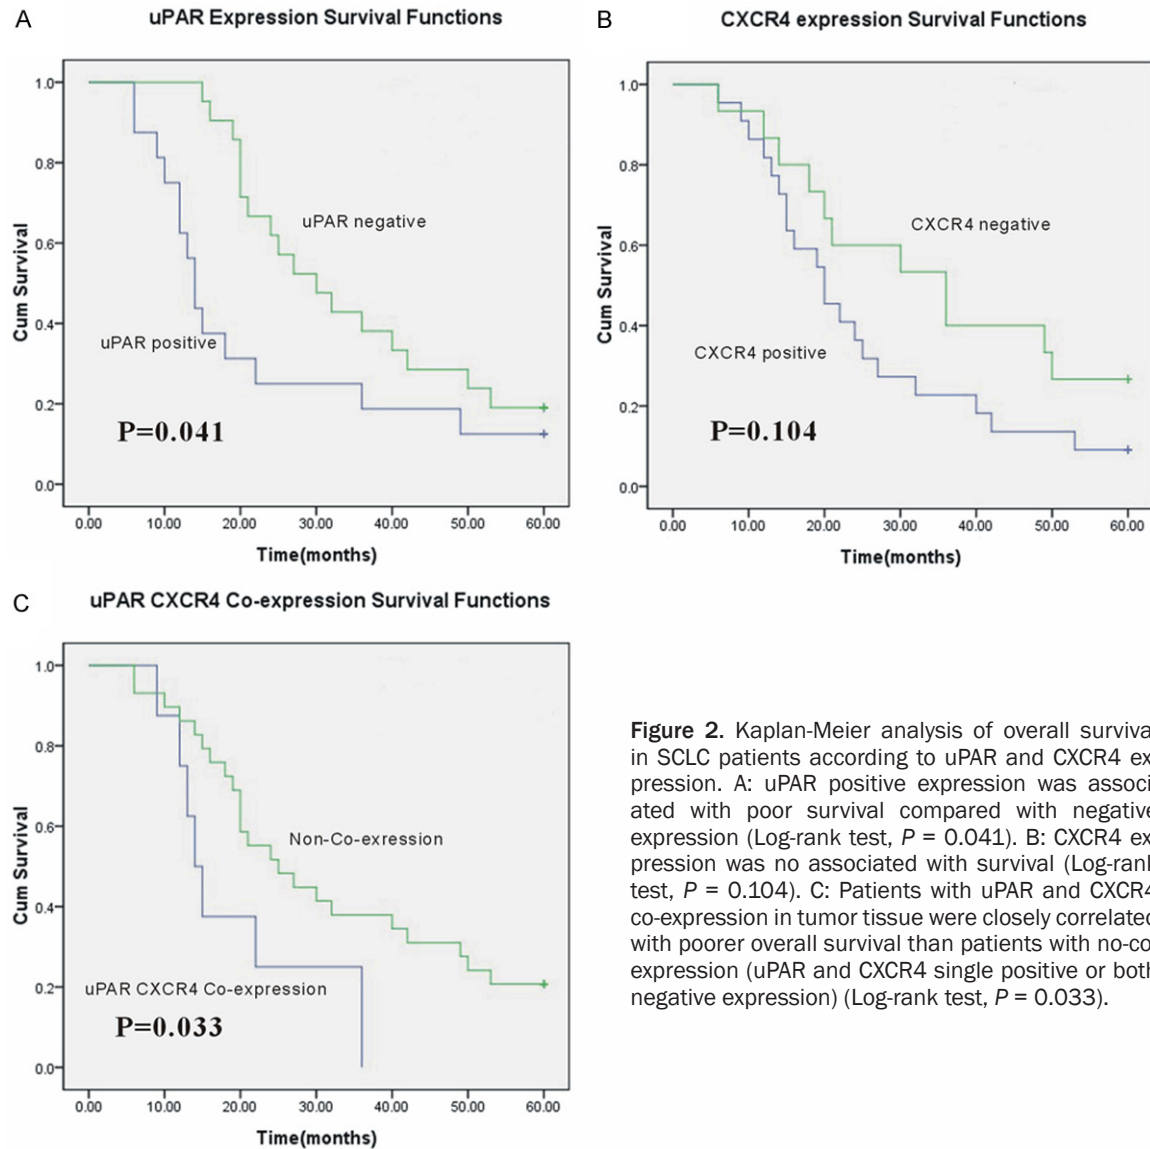 A
uPAR Expression Survival Functions
Cum Survival
1.0
0.8
0.6
0.4
0.2
0.0
uPAR negative
uPAR positive
P=0.041
0.00 10.00 20.00 30.00 40.00 50.00 60.00
Time(months)
B
CXCR4 expression Survival Functions
Cum Survival
1.0
0.8
0.6
0.4
0.2
0.0
CXCR4 negative
CXCR4 positive
P=0.104
0.00 10.00 20.00 30.00 40.00 50.00 60.00
Time(months)
C
uPAR CXCR4 Co-expression Survival Functions
Cum Survival
1.0
0.8
0.6
0.4
0.2
0.0
Non-Co-exression
uPAR CXCR4 Co-expression
P=0.033
0.00 10.00 20.00 30.00 40.00 50.00 60.00
Time(months)
Figure 2. Kaplan-Meier analysis of overall surviva
in SCLC patients according to uPAR and CXCR4 ex
pression. A: uPAR positive expression was associ
ated with poor survival compared with negative
expression (Log-rank test, P = 0.041). B: CXCR4 ex
pression was no associated with survival (Log-rank
test, P = 0.104). C: Patients with uPAR and CXCR4
co-expression in tumor tissue were closely correlated
with poorer overall survival than patients with no-co
expression (uPAR and CXCR4 single positive or both
negative expression) (Log-rank test, P = 0.033).